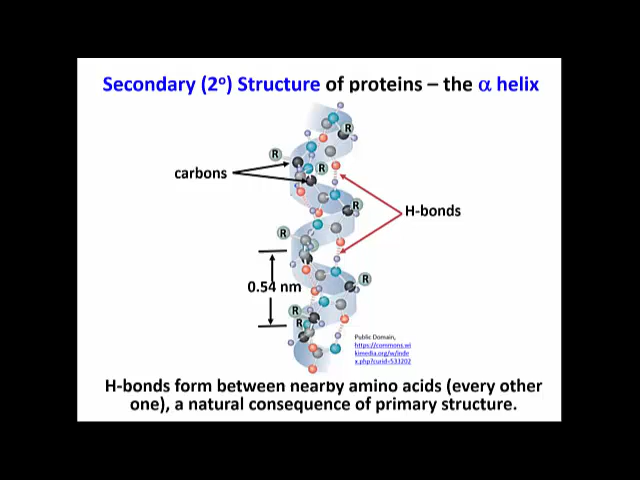 Secondary (2º) Structure of proteins – the α helix
R
R
carbons
R
R
H-bonds
R
R
0.54 nm
R
R
Public Domain,
https://commons.wi
kimedia.org/w/inde
x.php?curid=531202
H-bonds form between nearby amino acids (every other
one), a natural consequence of primary structure.